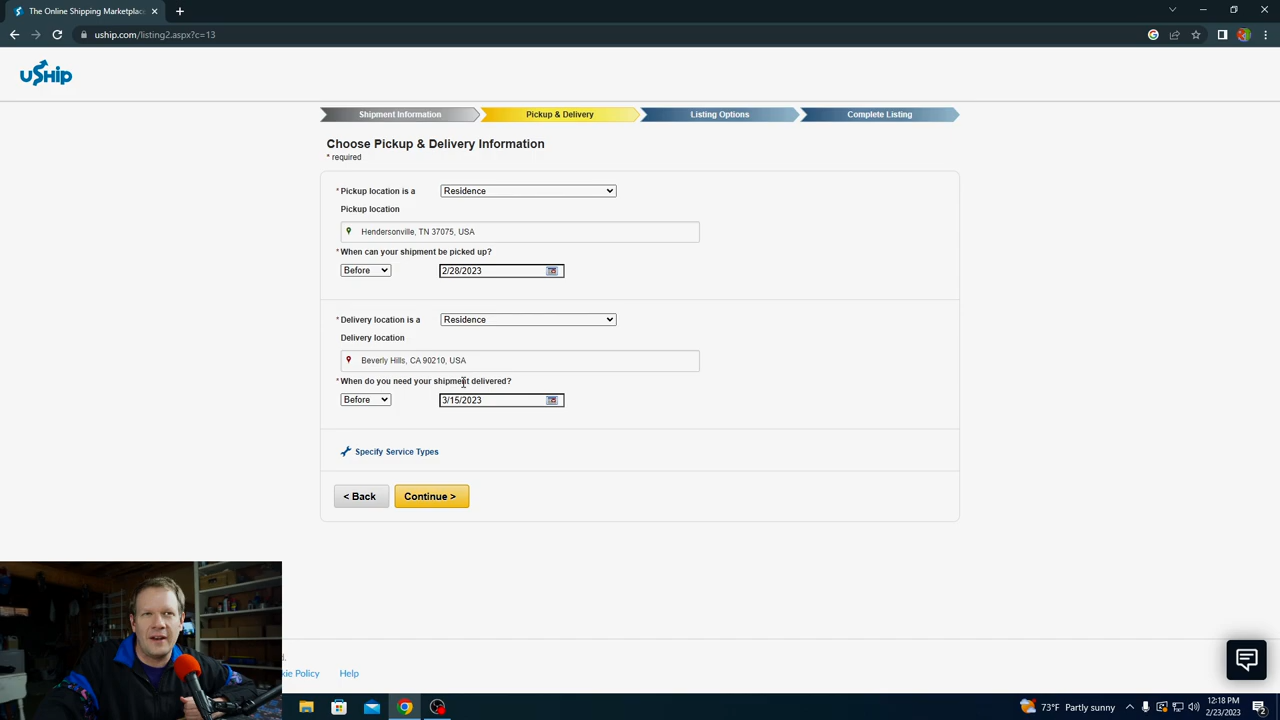 The Online Shipping Marketplac
uship.com/listing2.aspx?c=13
uShip
Shipment Information
Pickup & Delivery
Listing Options
Complete Listing
Choose Pickup & Delivery Information
* required
* Pickup location is a
Residence
Pickup location
Hendersonville, TN 37075, USA
* When can your shipment be picked up?
Before
2/28/2023
* Delivery location is a
Residence
Delivery location
Beverly Hills, CA 90210, USA
* When do you need your shipment delivered?
Before
3/15/2023
Specify Service Types
< Back
Continue >
d.
kie Policy
Help
73°F Partly sunny
12:18 PM
2/23/2023
2